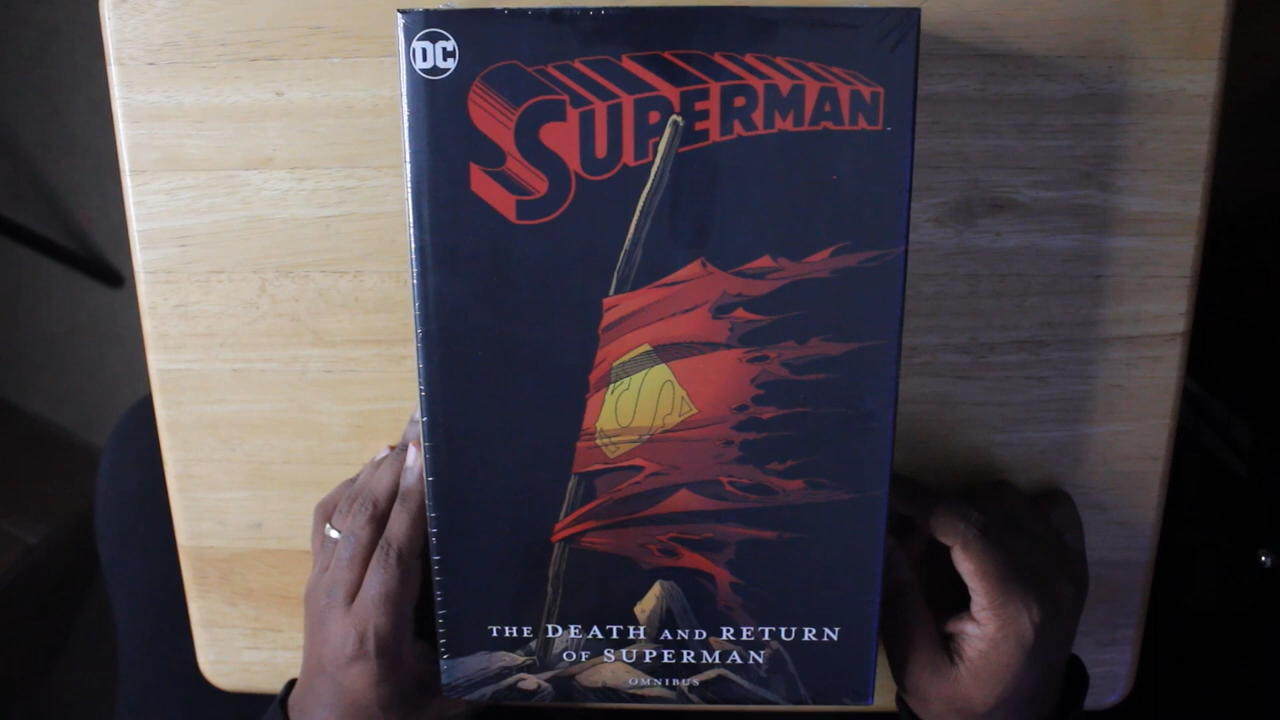 DC
SUPERMAN
S
THE DEATH AND RETURN
OF SUPERMAN
OMNIBUS